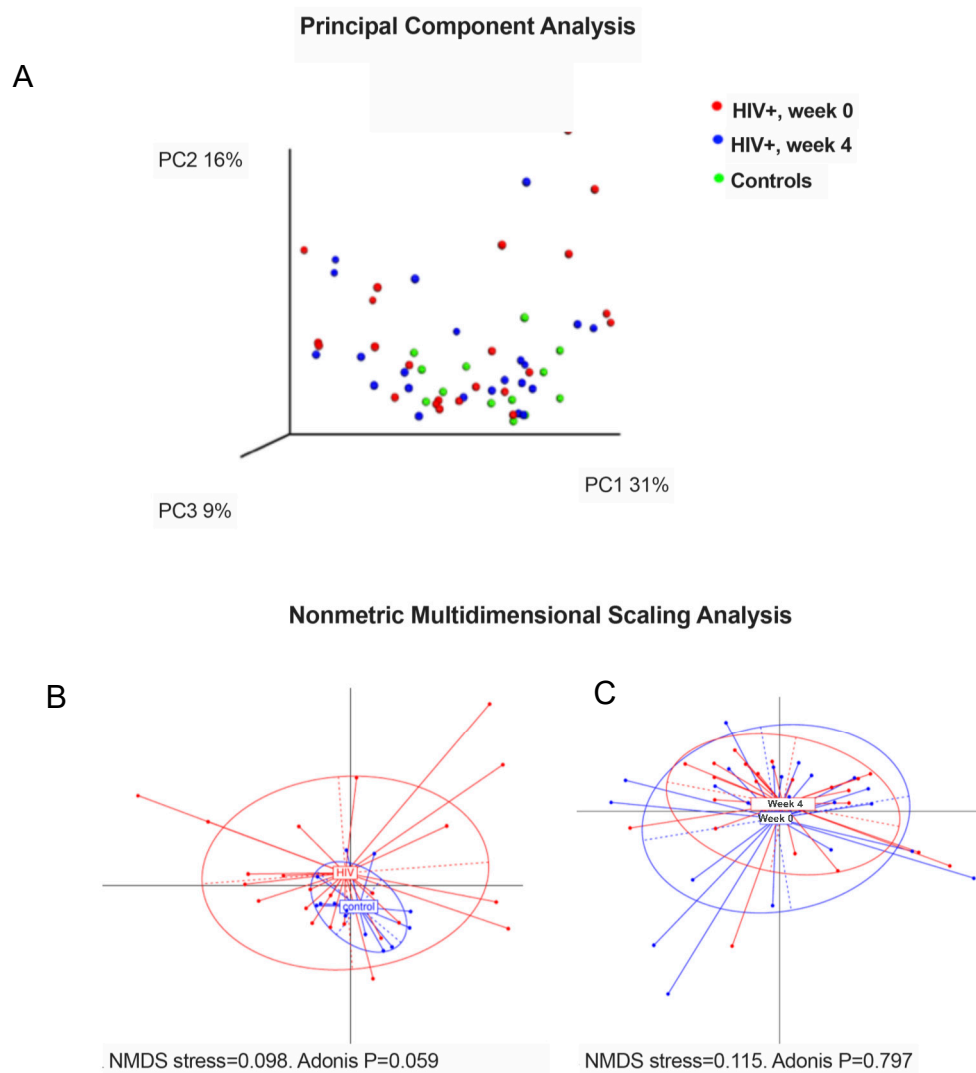 Principal Component Analysis
A
HIV+, week 0
HIV+, week 4
Controls
PC2 16%
PC1 31%
PC3 9%
Nonmetric Multidimensional Scaling Analysis
B
C
HIV
control
Week 4
Week 0
. NMDS stress=0.098. Adonis P=0.059
NMDS stress=0.115. Adonis P=0.797